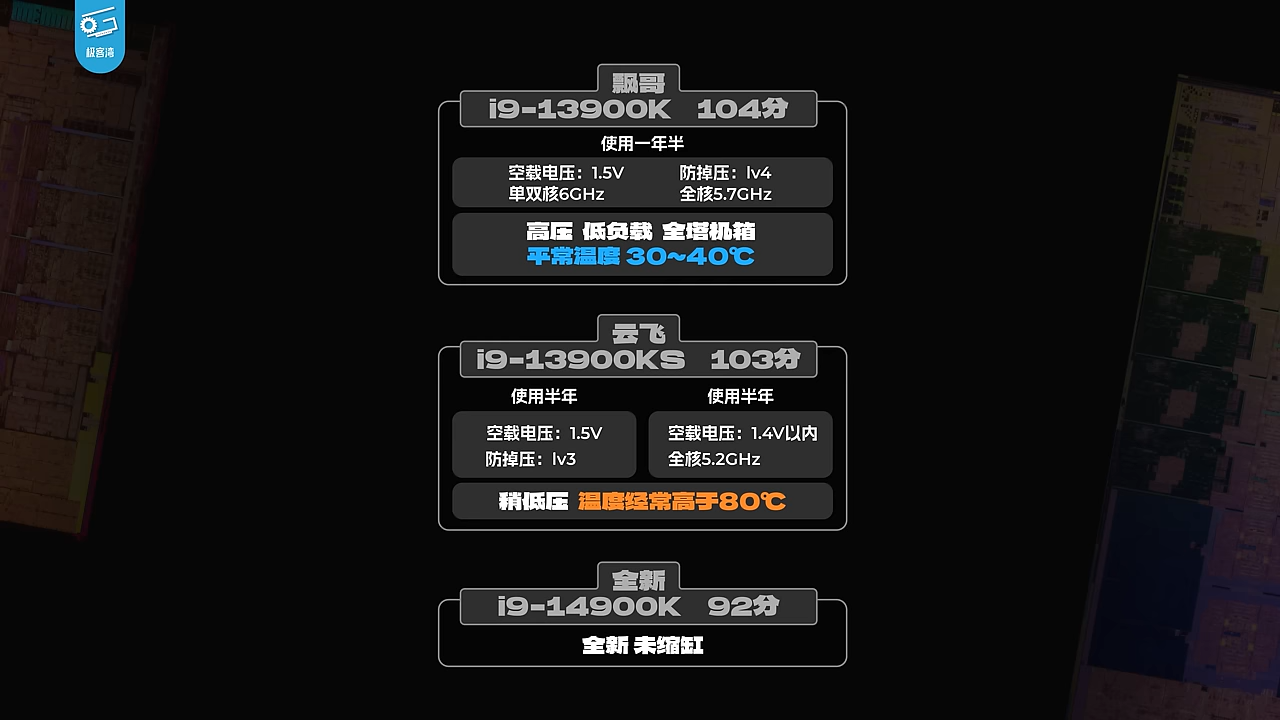 极客湾
飘哥
i9-13900K 104分
使用一年半
空载电压：1.5V 防掉压：lv4
单双核6GHz 全核5.7GHz
高压 低负载 全塔机箱
平常温度 30~40℃
云飞
i9-13900KS 103分
使用半年 使用半年
空载电压：1.5V 空载电压：1.4V以内
防掉压：lv3 全核5.2GHz
稍低压 温度经常高于80℃
全新
i9-14900K 92分
全新 未缩缸